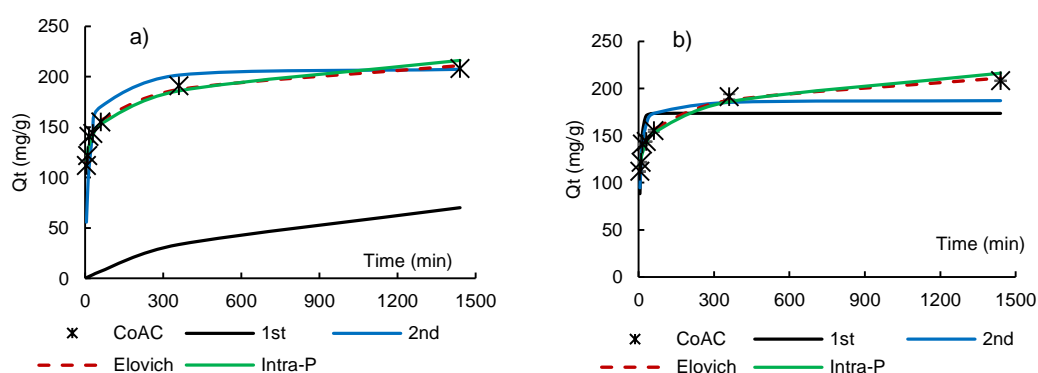 a)
250
200
150
100
50
0
Qt (mg/g)
0 300 600 900 1200 1500
Time (min)
CoAC 1st 2nd
Elovich Intra-P
b)
250
200
150
100
50
0
Qt (mg/g)
0 300 600 900 1200 1500
Time (min)
CoAC 1st 2nd
Elovich Intra-P